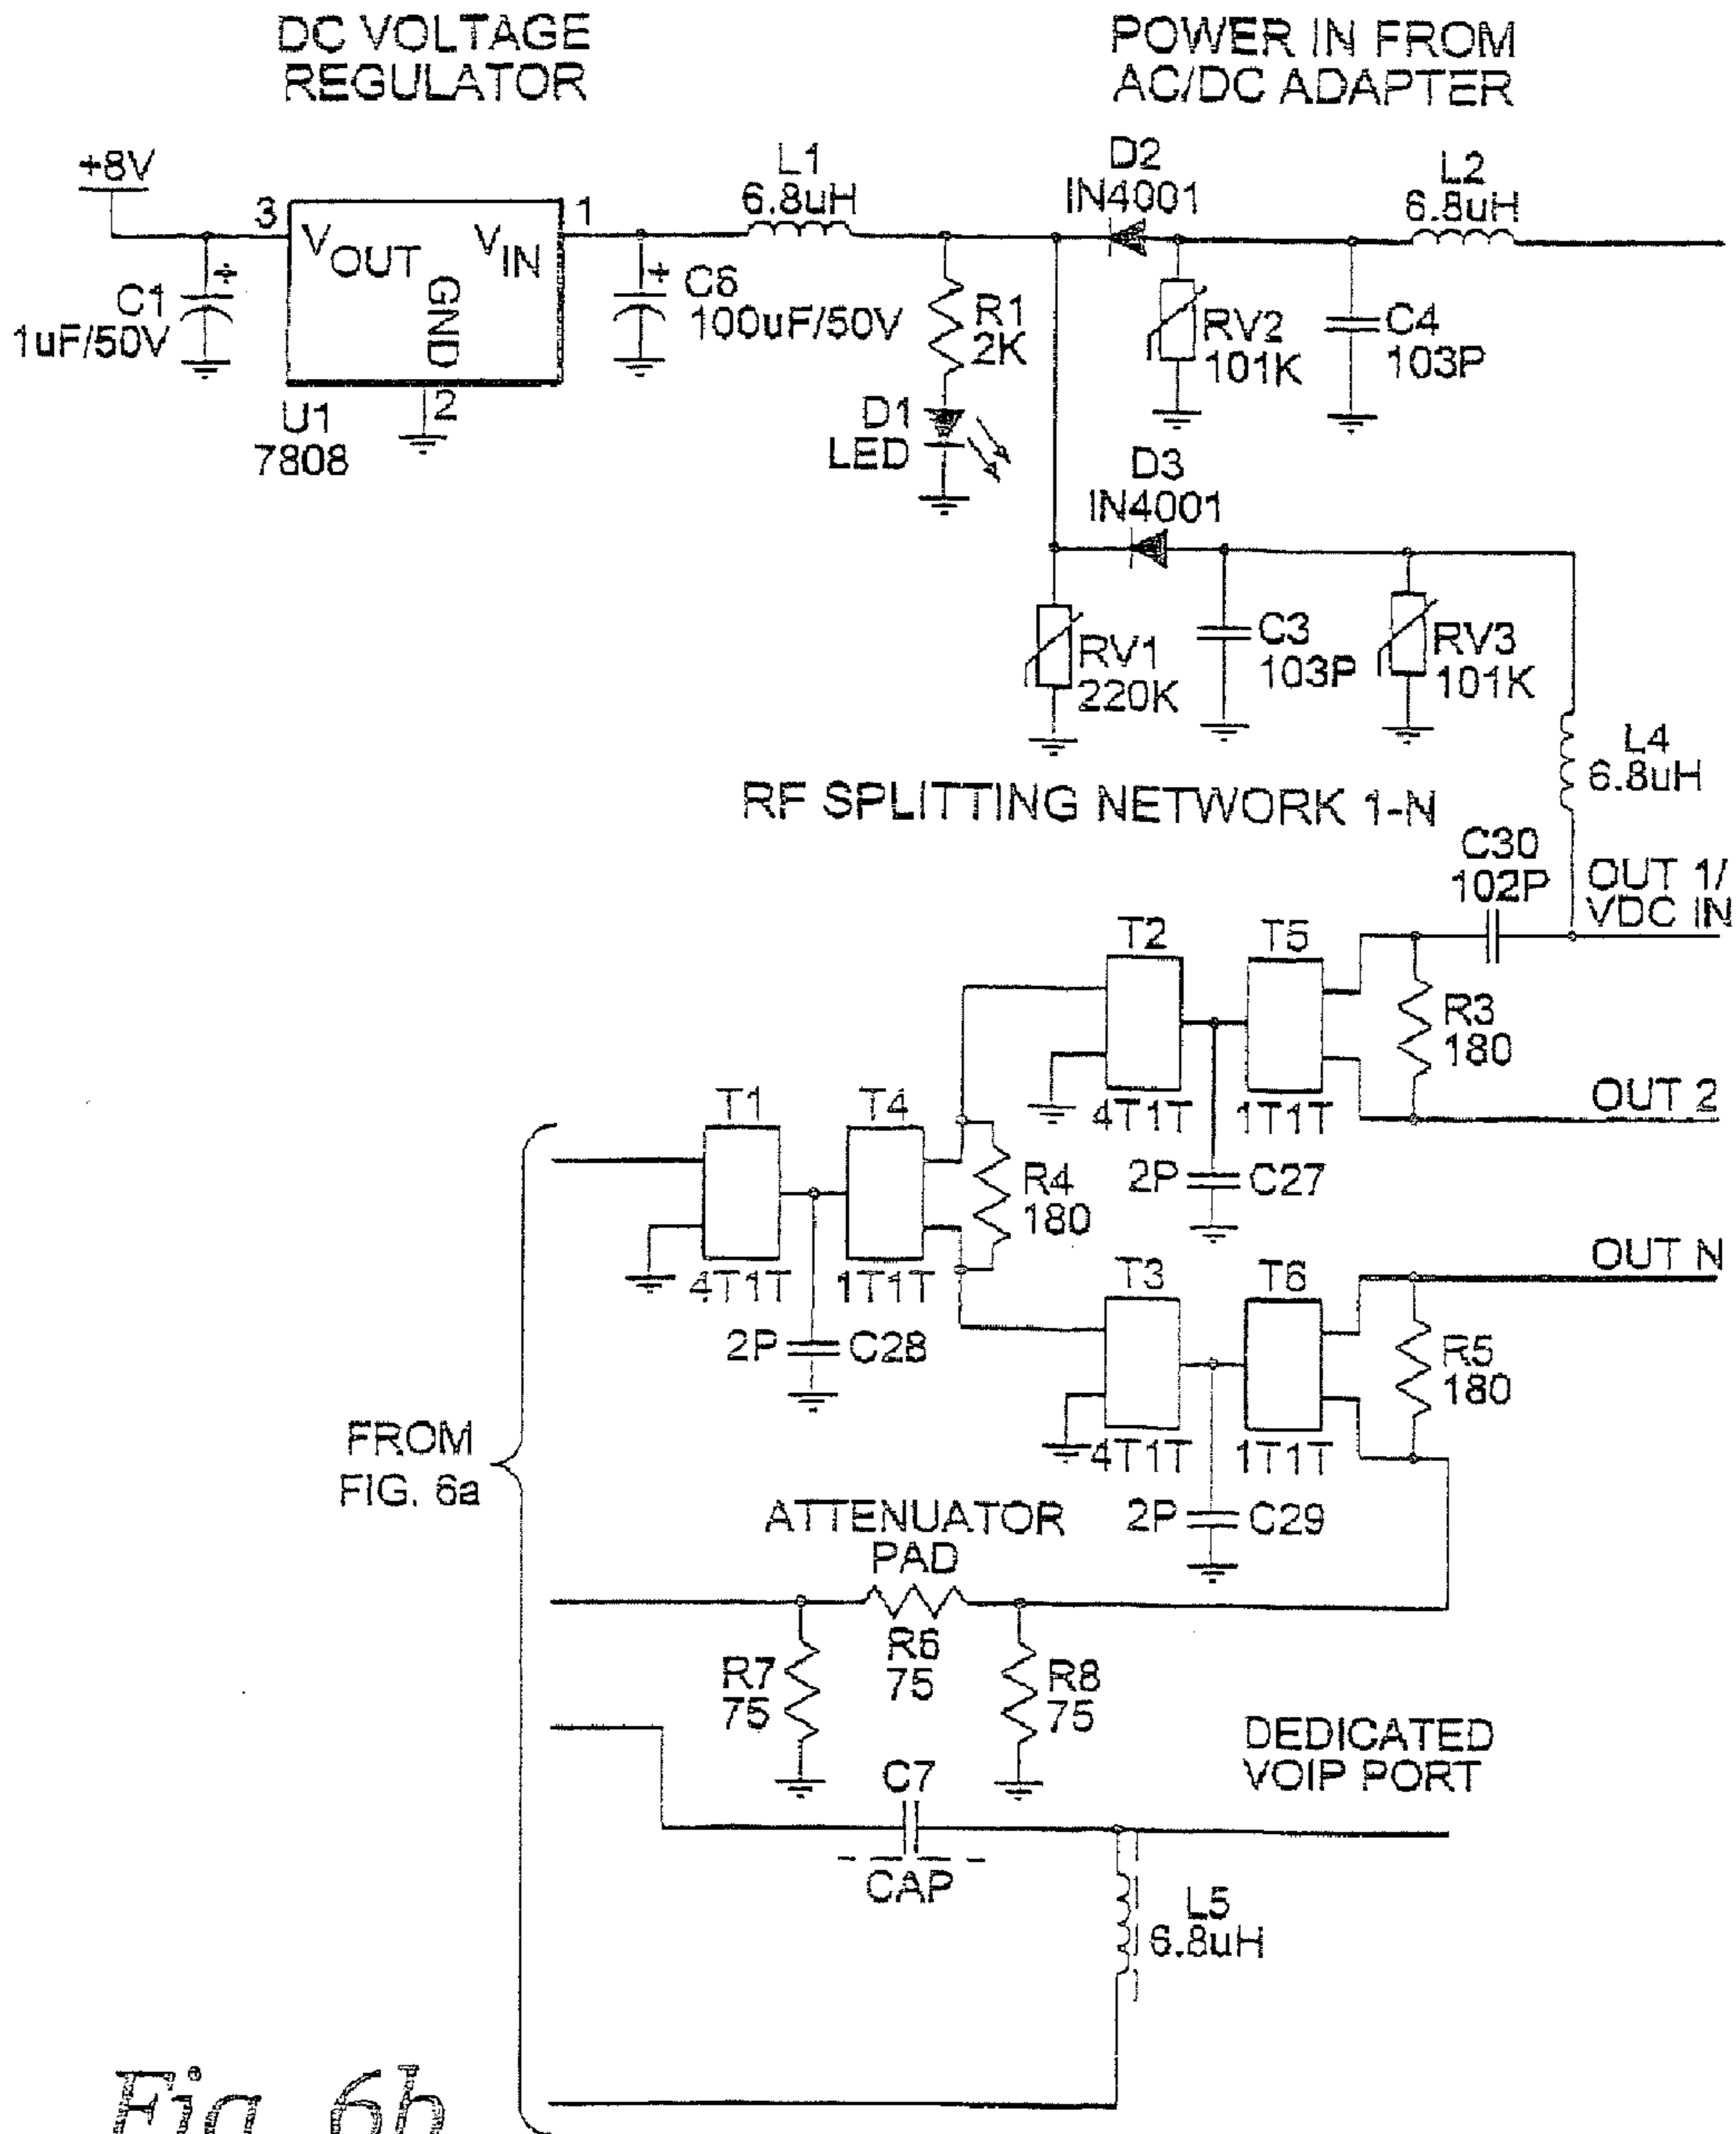 DC VOLTAGE
REGULATOR
POWER IN FROM
AC/DC ADAPTER
+8V
3
1
V OUT
V IN
GND
2
U1
7808
C1
1uF/50V
+
+
C6
100uF/50V
L1
6.8uH
R1
2K
D1
LED
D2
IN4001
L2
6.8uH
RV2
101K
C4
103P
D3
IN4001
RV1
220K
C3
103P
RV3
101K
L4
6.8uH
RF SPLITTING NETWORK 1-N
C30
102P
OUT 1/
VDC IN
T2
T5
R3
180
4T1T
1T1T
OUT 2
T1
T4
R4
180
2P
C27
4T1T
1T1T
2P
C28
OUT N
T3
T6
R5
180
4T1T
1T1T
2P
C29
FROM
FIG. 6a
ATTENUATOR
PAD
R6
75
R7
75
R8
75
DEDICATED
VOIP PORT
C7
CAP
L5
6.8uH
Fig. 6b